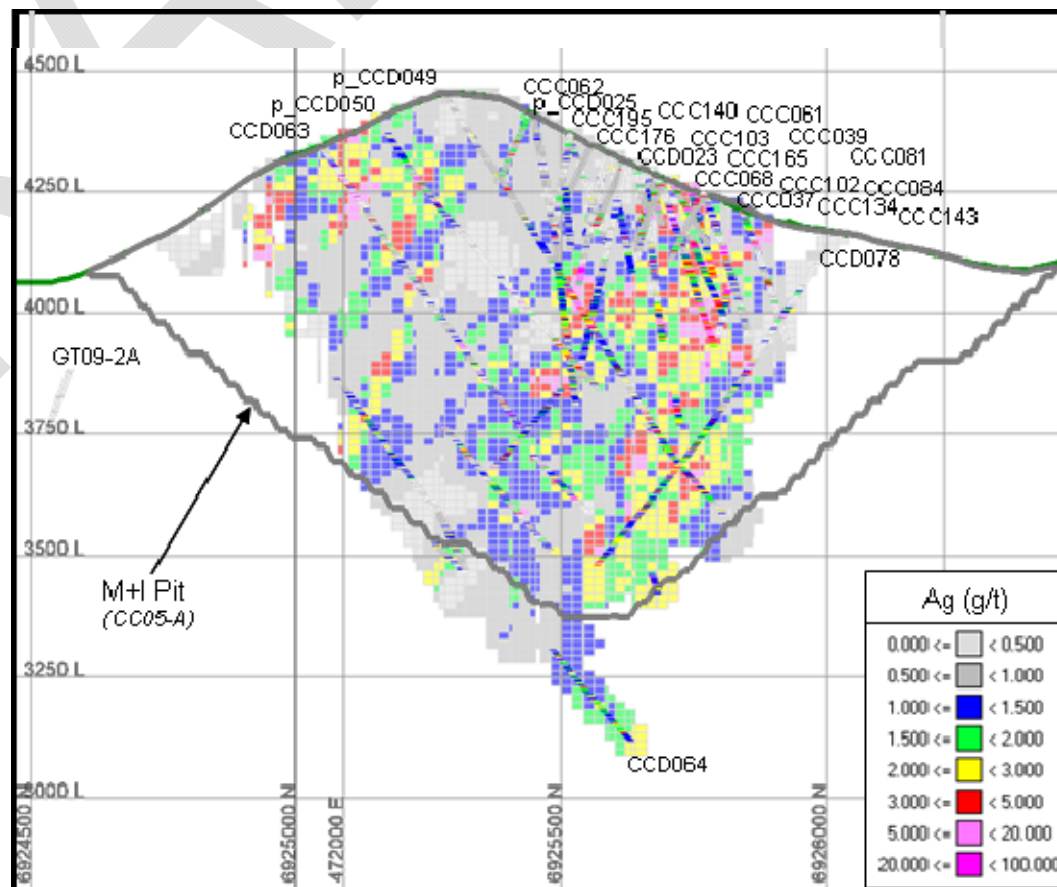 4500 L
p_CCD049
CCC062
p_CCD050
p_CCD025
CCC140
CCC061
CCD063
CCC195
CCC176
CCC103
CCC039
CCD023
CCC165
CCC081
4250 L
CCC068
CCC102
CCC084
CCC037
CCC134
CCC143
CCD078
4000 L
GT09-2A
3750 L
3500 L
M+I Pit
(CC05-A)
3250 L
CCD064
3000 L
6924500 N
6925000 N
472000 E
6925500 N
6926000 N
Ag (g/t)
0.000 <= < 0.500
0.500 <= < 1.000
1.000 <= < 1.500
1.500 <= < 2.000
2.000 <= < 3.000
3.000 <= < 5.000
5.000 <= < 20.000
20.000 <= < 100.000